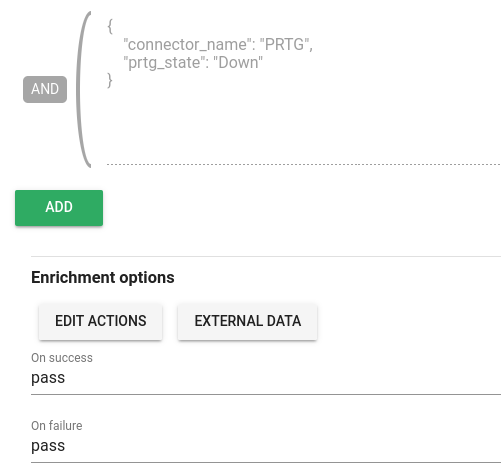 {
"connector_name": "PRTG",
"prtg_state": "Down"
}
AND
ADD
Enrichment options
EDIT ACTIONS
EXTERNAL DATA
On success
pass
On failure
pass